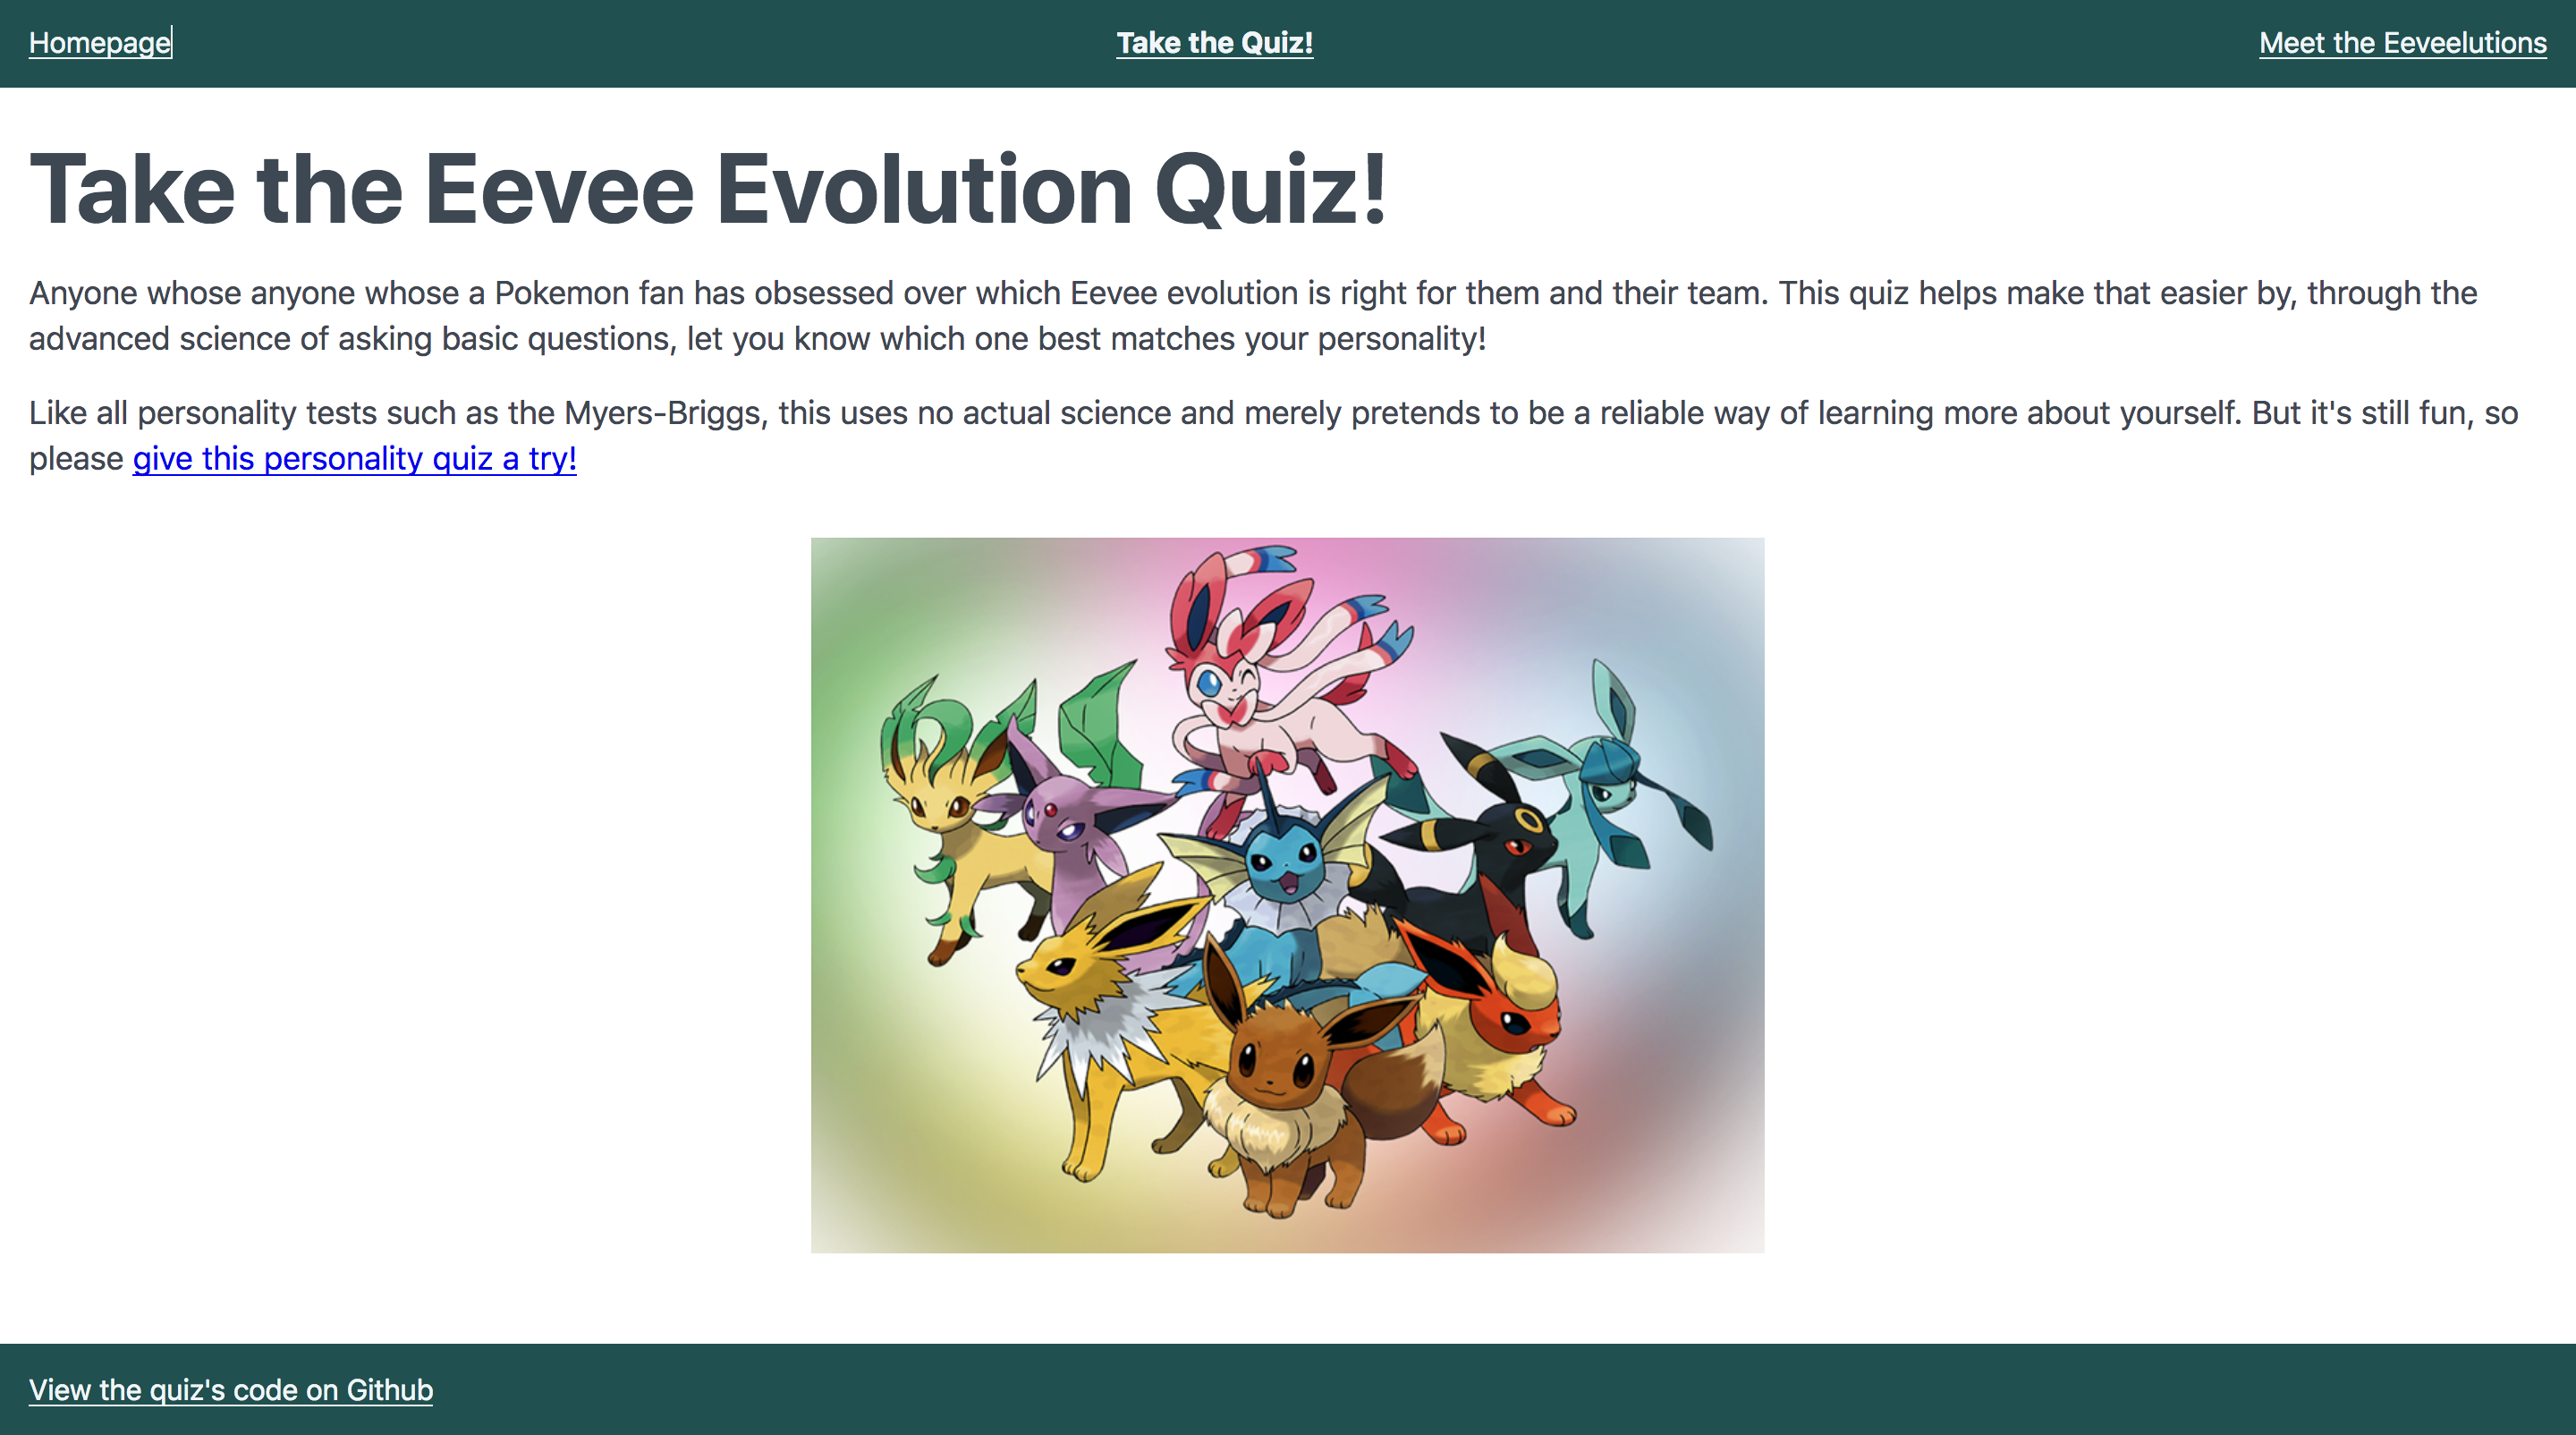 Homepage
Take the Quiz!
Meet the Eeveelutions
Take the Eevee Evolution Quiz!
Anyone whose anyone whose a Pokemon fan has obsessed over which Eevee evolution is right for them and their team. This quiz helps make that easier by, through the
advanced science of asking basic questions, let you know which one best matches your personality!
Like all personality tests such as the Myers-Briggs, this uses no actual science and merely pretends to be a reliable way of learning more about yourself. But it's still fun, so
please give this personality quiz a try!
View the quiz's code on Github